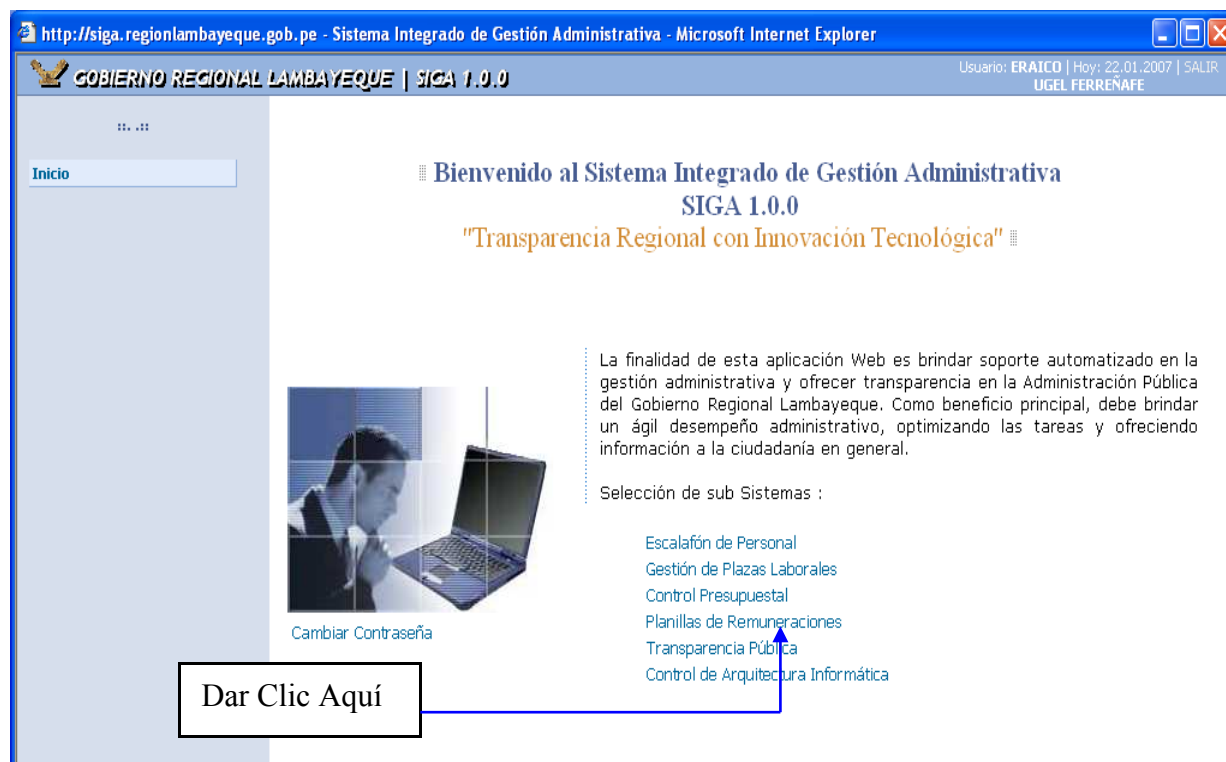 http://siga.regionlambayeque.gob.pe - Sistema Integrado de Gestión Administrativa - Microsoft Internet Explorer
GOBIERNO REGIONAL LAMBAYEQUE | SIGA 1.0.0
Usuario: ERAICO | Hoy: 22.01.2007 | SALIR
UGEL FERREÑAFE
::. .::
Inicio
Bienvenido al Sistema Integrado de Gestión Administrativa
SIGA 1.0.0
"Transparencia Regional con Innovación Tecnológica"
La finalidad de esta aplicación Web es brindar soporte automatizado en la
gestión administrativa y ofrecer transparencia en la Administración Pública
del Gobierno Regional Lambayeque. Como beneficio principal, debe brindar
un ágil desempeño administrativo, optimizando las tareas y ofreciendo
información a la ciudadanía en general.
Selección de sub Sistemas :
Escalafón de Personal
Gestión de Plazas Laborales
Control Presupuestal
Planillas de Remuneraciones
Transparencia Pública
Control de Arquitectura Informática
Cambiar Contraseña
Dar Clic Aquí